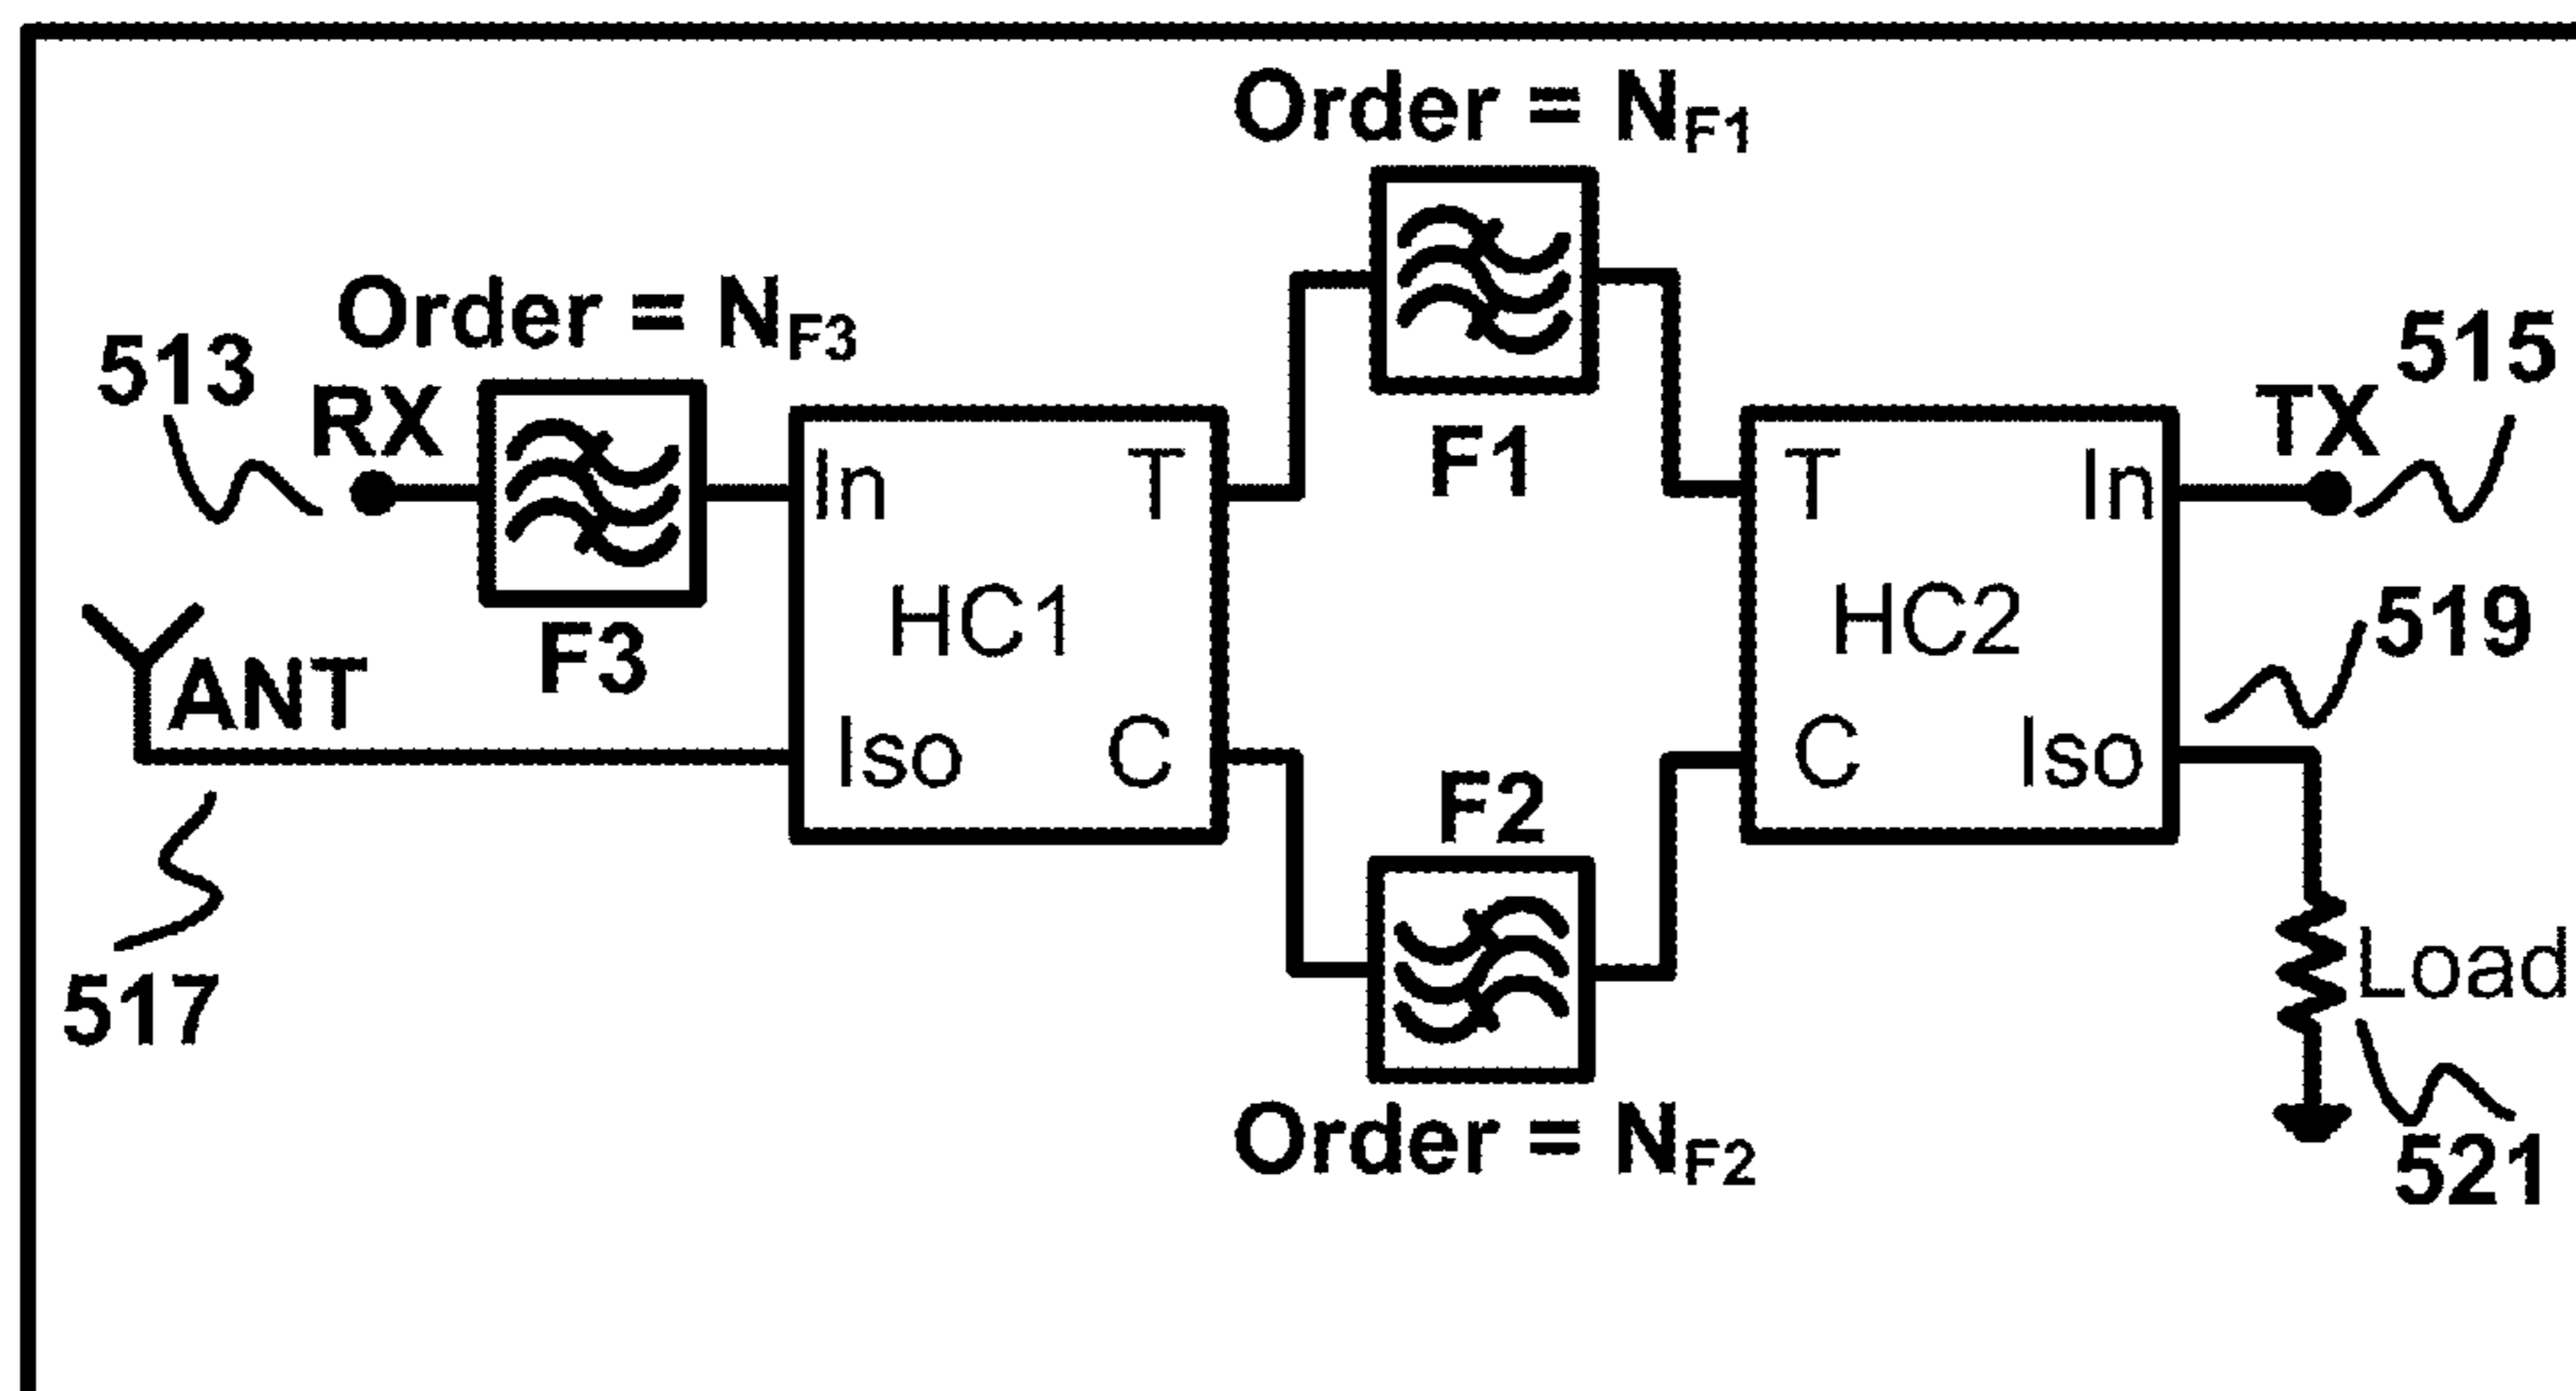 Order = NF1
Order = NF3
513
RX
F3
F1
515
TX
In
T
HC1
Iso
C
T
In
HC2
C
Iso
519
ANT
517
F2
Order = NF2
Load
521